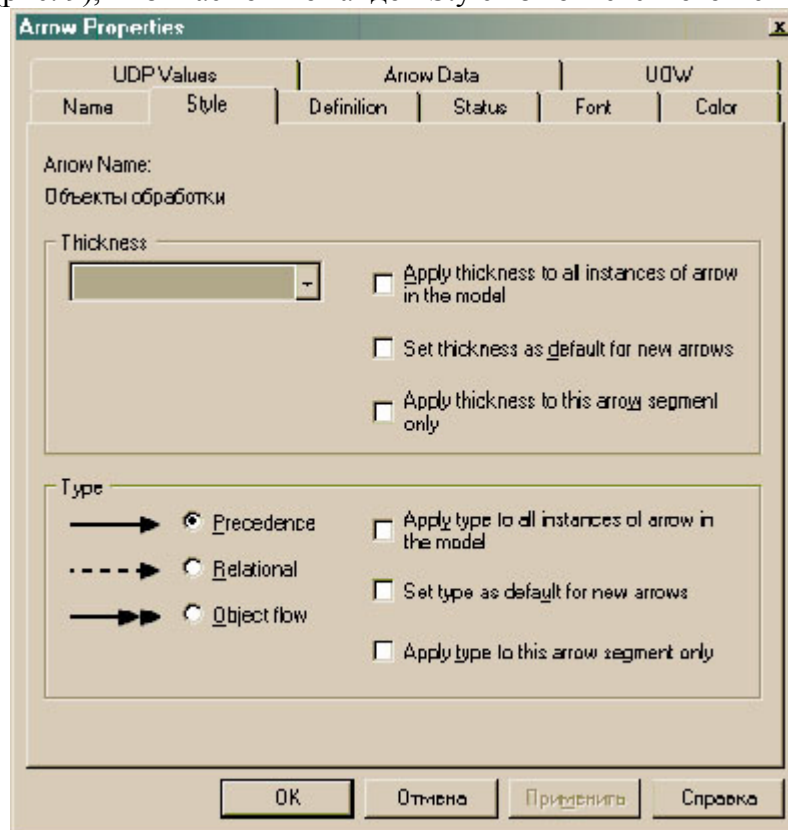 Arrow Properties
x
UDP Values Arrow Data UOW
Name Style Definition Status Font Color
Arrow Name:
Объекты обработки
Thickness
Apply thickness to all instances of arrow
in the model
Set thickness as default for new arrows
Apply thickness to this arrow segment
only
Type
Precedence
Relational
Object flow
Apply type to all instances of arrow in
the model
Set type as default for new arrows
Apply type to this arrow segment only
OK Отмена Применить Справка